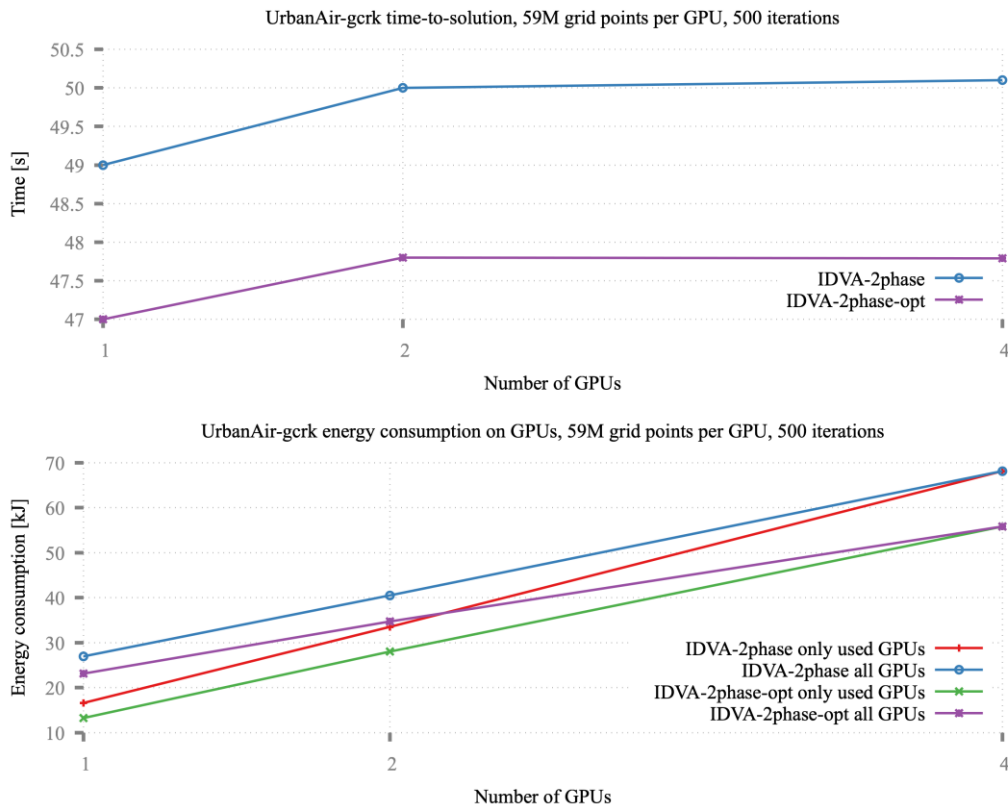 UrbanAir-gcrk time-to-solution, 59M grid points per GPU, 500 iterations
50.5
50
49.5
49
48.5
48
47.5
47
Time [s]
IDVA-2phase
IDVA-2phase-opt
1 2 4
Number of GPUs
UrbanAir-gcrk energy consumption on GPUs, 59M grid points per GPU, 500 iterations
70
60
50
40
30
20
10
Energy consumption [kJ]
IDVA-2phase only used GPUs
IDVA-2phase all GPUs
IDVA-2phase-opt only used GPUs
IDVA-2phase-opt all GPUs
1 2 4
Number of GPUs